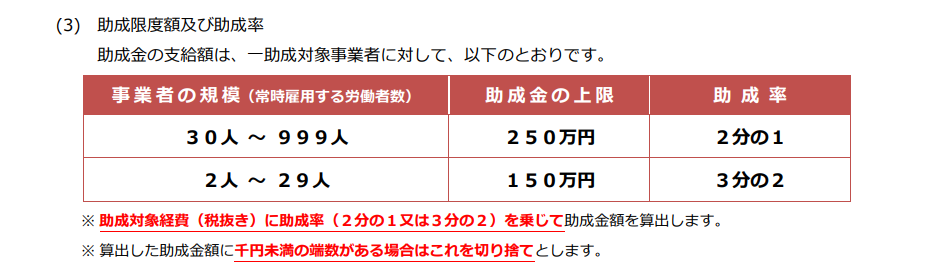 (3) 助成限度額及び助成率
助成金の支給額は、一助成対象事業者に対して、以下のとおりです。
事業者の規模（常時雇用する労働者数） 助成金の上限 助成率
３０人 ～ ９９９人 ２５０万円 ２分の１
２人 ～ ２９人 １５０万円 ３分の２
※ 助成対象経費（税抜き）に助成率（２分の１又は３分の２）を乗じて助成金額を算出します。
※ 算出した助成金額に千円未満の端数がある場合はこれを切り捨てとします。